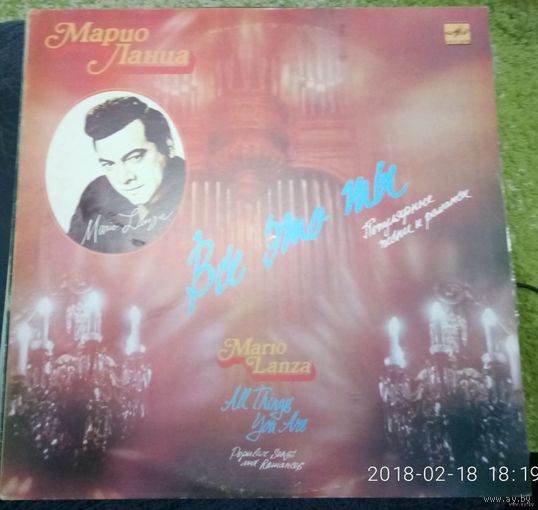 Марио
Ланца
Mario Lanza
Все это ты
Популярные
песни и романсы
Mario
Lanza
All Things
You Are
Popular Songs
and Romances
2018-02-18 18:19
www.ay.by